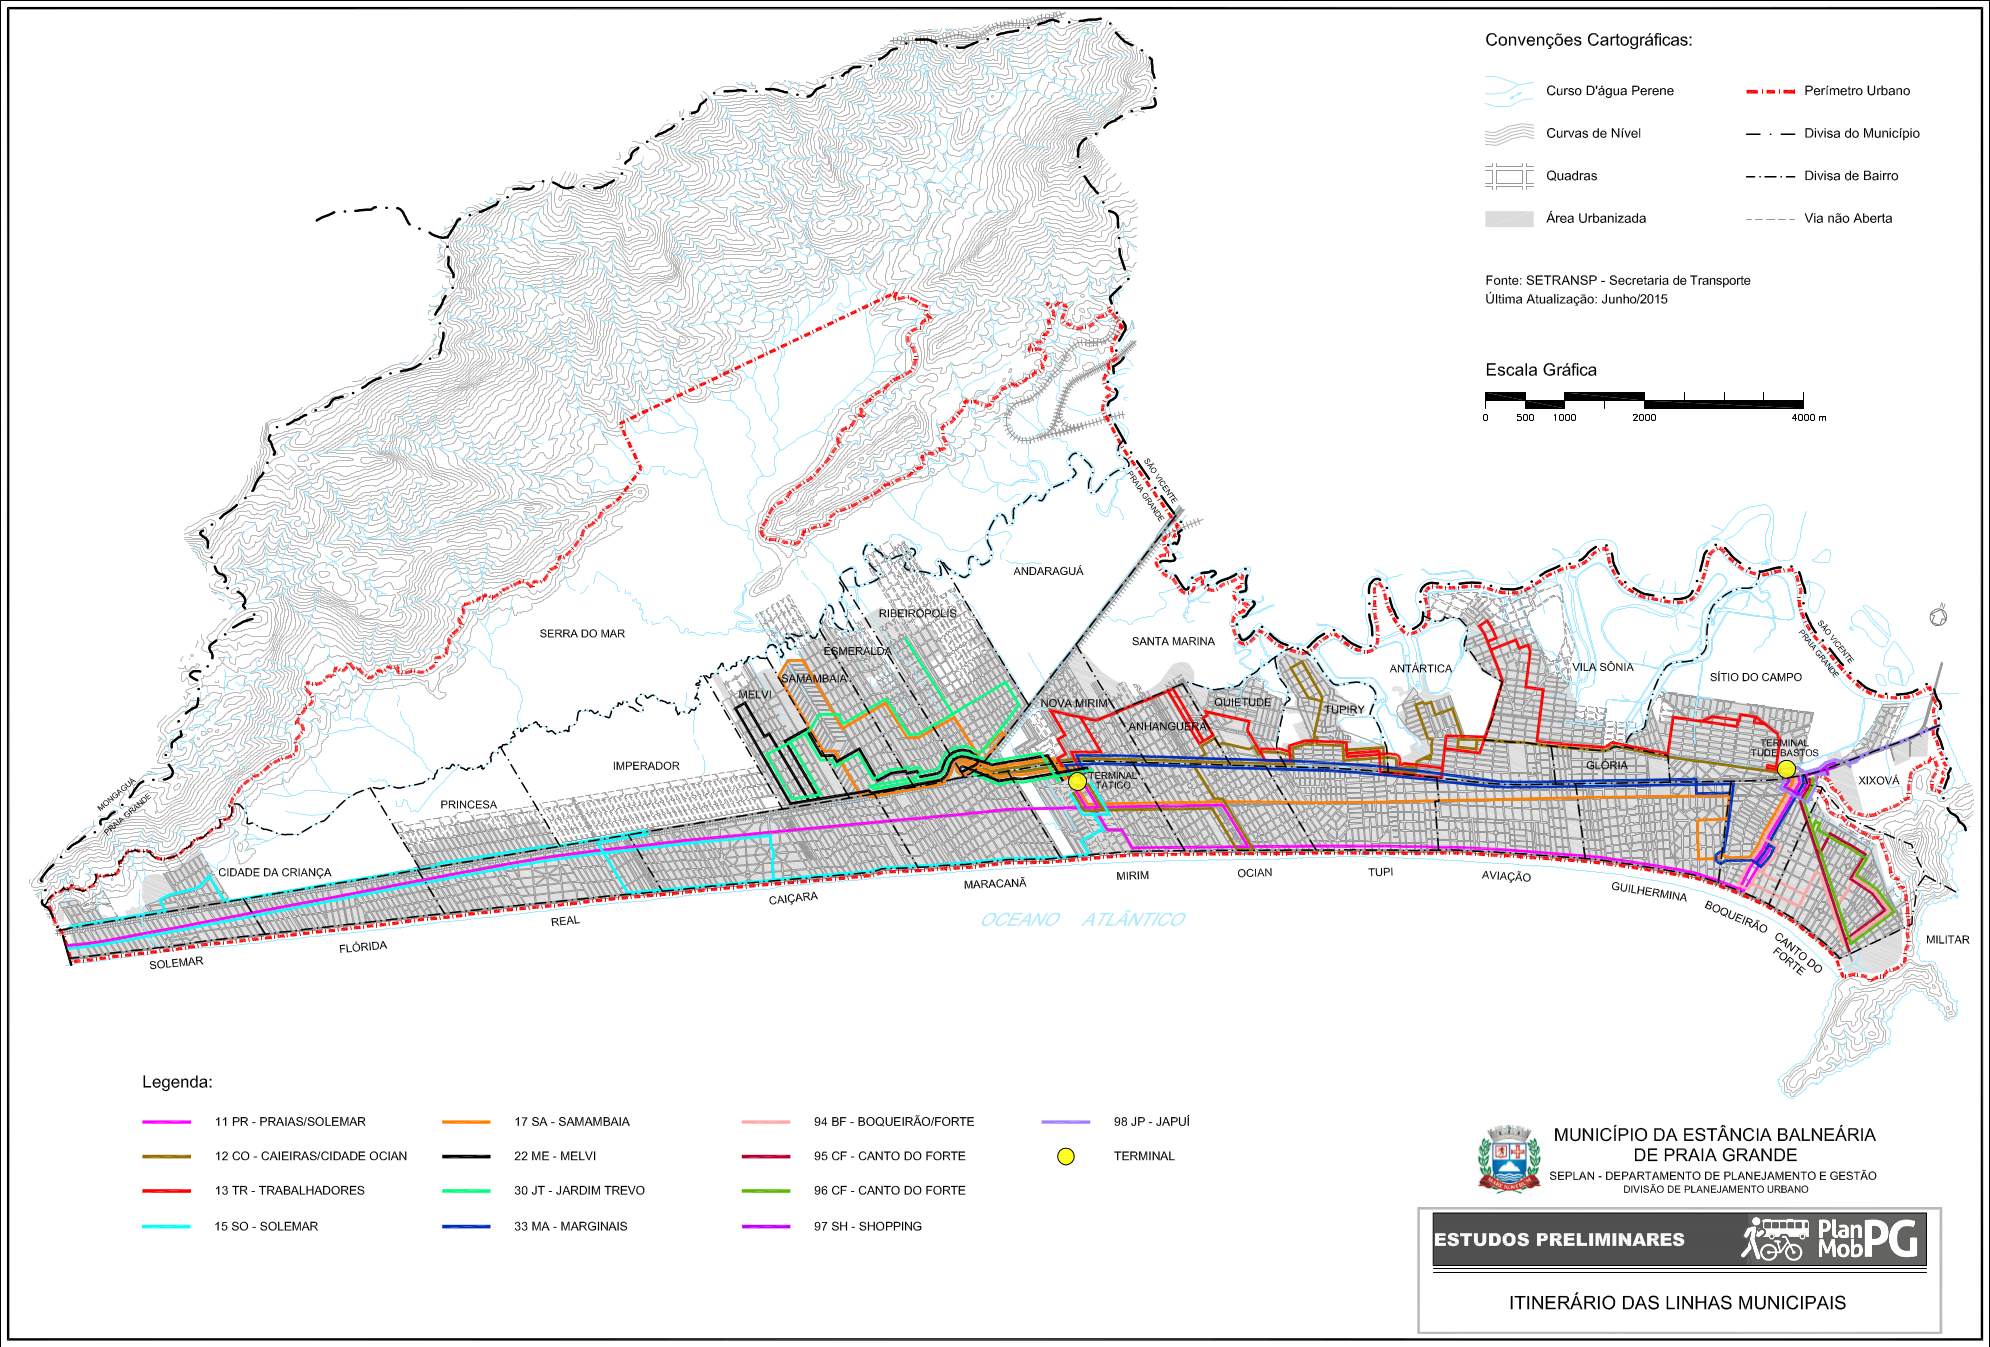 Convenções Cartográficas:
Curso D'água Perene
Perímetro Urbano
Curvas de Nível
Divisa do Município
Quadras
Divisa de Bairro
Área Urbanizada
Via não Aberta
Fonte: SETRANSP - Secretaria de Transporte
Última Atualização: Junho/2015
Escala Gráfica
0 500 1000 2000 4000 m
SÃO VICENTE
PRAIA GRANDE
ANDARAGUÁ
RIBEIRÓPOLIS
SERRA DO MAR
SANTA MARINA
ESMERALDA
SÃO VICENTE
PRAIA GRANDE
ANTÁRTICA
VILA SÔNIA
SÍTIO DO CAMPO
SAMAMBAIA
MELVI
NOVA MIRIM
QUIETUDE
TUPIRY
ANHANGUERA
TERMINAL
TUDE BASTOS
IMPERADOR
GLÓRIA
TERMINAL
TÁTICO
XIXOVÁ
MONGAGUÁ
PRAIA GRANDE
PRINCESA
CIDADE DA CRIANÇA
MIRIM
OCIAN
TUPI
AVIAÇÃO
MARACANÃ
GUILHERMINA
CAIÇARA
BOQUEIRÃO
REAL
OCEANO ATLÂNTICO
FLÓRIDA
CANTO DO
FORTE
MILITAR
SOLEMAR
Legenda:
11 PR - PRAIAS/SOLEMAR
17 SA - SAMAMBAIA
94 BF - BOQUEIRÃO/FORTE
98 JP - JAPUÍ
12 CO - CAIEIRAS/CIDADE OCIAN
22 ME - MELVI
95 CF - CANTO DO FORTE
TERMINAL
13 TR - TRABALHADORES
30 JT - JARDIM TREVO
96 CF - CANTO DO FORTE
15 SO - SOLEMAR
33 MA - MARGINAIS
97 SH - SHOPPING
MUNICÍPIO DA ESTÂNCIA BALNEÁRIA
DE PRAIA GRANDE
SEPLAN - DEPARTAMENTO DE PLANEJAMENTO E GESTÃO
DIVISÃO DE PLANEJAMENTO URBANO
ESTUDOS PRELIMINARES
Plan
Mob PG
ITINERÁRIO DAS LINHAS MUNICIPAIS